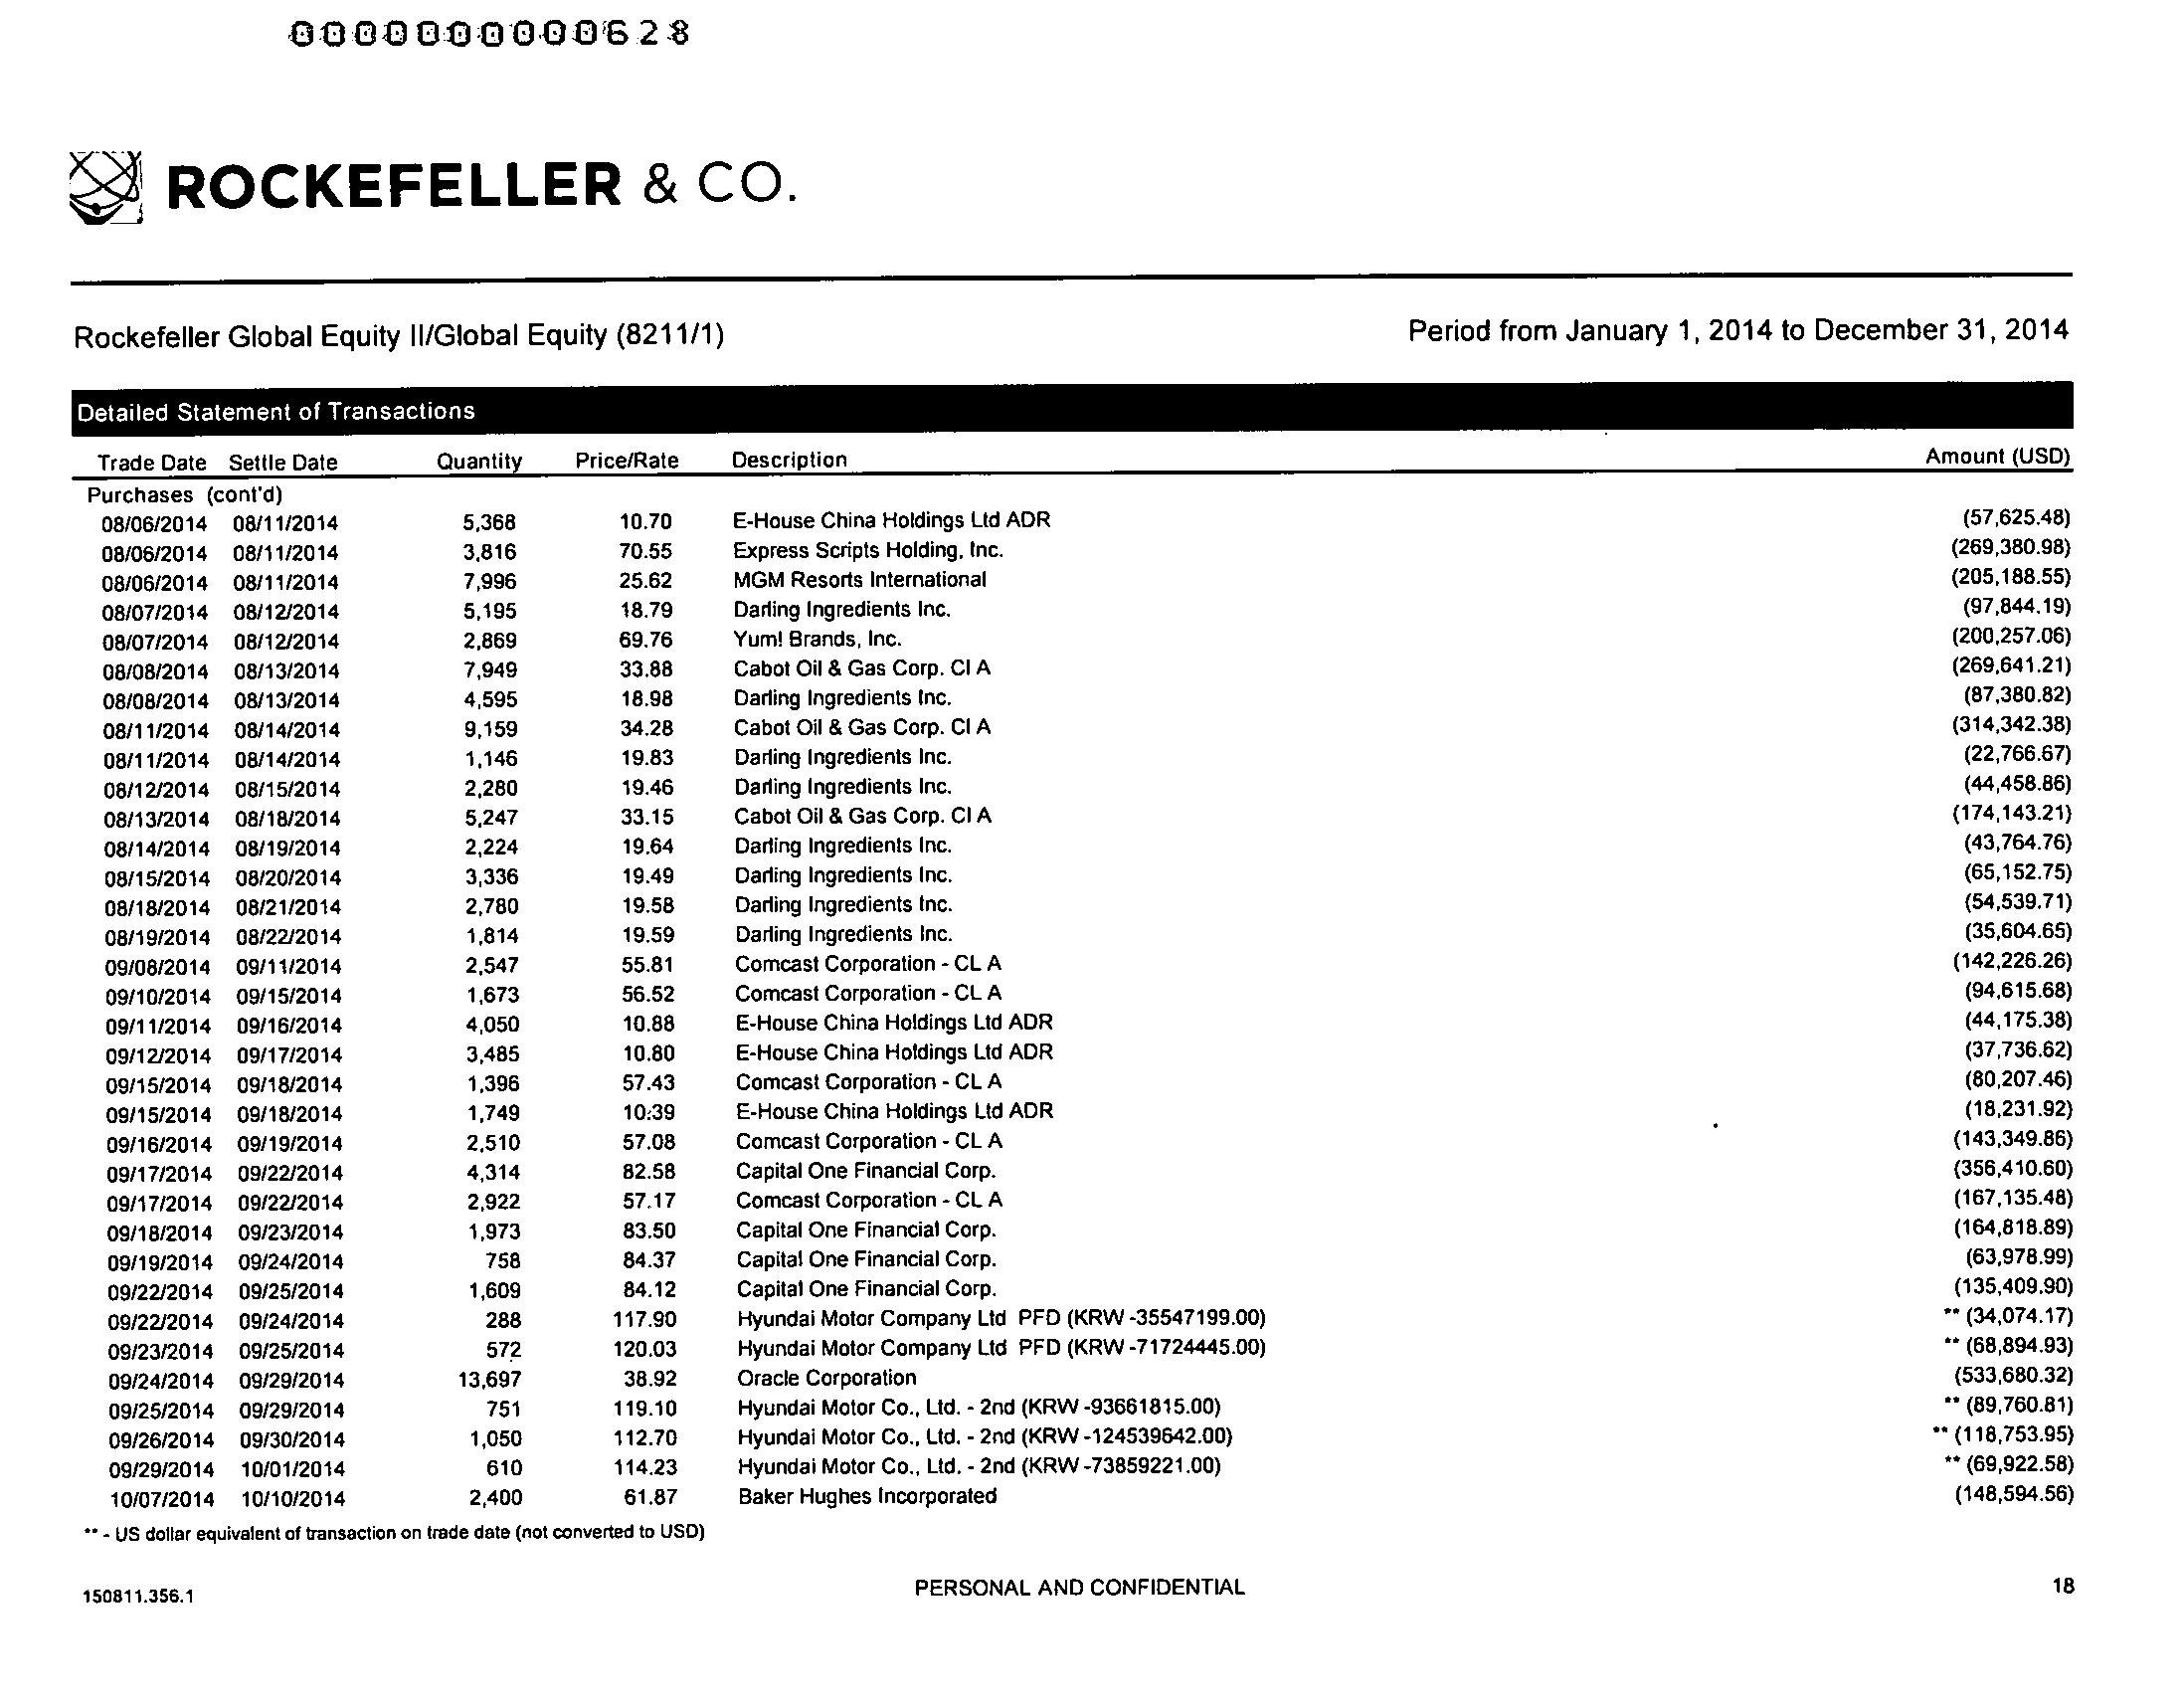 000000000628
ROCKEFELLER & CO.
Rockefeller Global Equity II/Global Equity (8211/1) Period from January 1, 2014 to December 31, 2014
Detailed Statement of Transactions
Trade Date Settle Date Quantity Price/Rate Description Amount (USD)
Purchases (cont'd)
08/06/2014 08/11/2014 5,368 10.70 E-House China Holdings Ltd ADR (57,625.48)
08/06/2014 08/11/2014 3,816 70.55 Express Scripts Holding, Inc. (269,380.98)
08/06/2014 08/11/2014 7,996 25.62 MGM Resorts International (205,188.55)
08/07/2014 08/12/2014 5,195 18.79 Darling Ingredients Inc. (97,844.19)
08/07/2014 08/12/2014 2,869 69.76 Yum! Brands, Inc. (200,257.06)
08/08/2014 08/13/2014 7,949 33.88 Cabot Oil & Gas Corp. Cl A (269,641.21)
08/08/2014 08/13/2014 4,595 18.98 Darling Ingredients Inc. (87,380.82)
08/11/2014 08/14/2014 9,159 34.28 Cabot Oil & Gas Corp. Cl A (314,342.38)
08/11/2014 08/14/2014 1,146 19.83 Darling Ingredients Inc. (22,766.67)
08/12/2014 08/15/2014 2,280 19.46 Darling Ingredients Inc. (44,458.86)
08/13/2014 08/18/2014 5,247 33.15 Cabot Oil & Gas Corp. Cl A (174,143.21)
08/14/2014 08/19/2014 2,224 19.64 Darling Ingredients Inc. (43,764.76)
08/15/2014 08/20/2014 3,336 19.49 Darling Ingredients Inc. (65,152.75)
08/18/2014 08/21/2014 2,780 19.58 Darling Ingredients Inc. (54,539.71)
08/19/2014 08/22/2014 1,814 19.59 Darling Ingredients Inc. (35,604.65)
09/08/2014 09/11/2014 2,547 55.81 Comcast Corporation - CL A (142,226.26)
09/10/2014 09/15/2014 1,673 56.52 Comcast Corporation - CL A (94,615.68)
09/11/2014 09/16/2014 4,050 10.88 E-House China Holdings Ltd ADR (44,175.38)
09/12/2014 09/17/2014 3,485 10.80 E-House China Holdings Ltd ADR (37,736.62)
09/15/2014 09/18/2014 1,396 57.43 Comcast Corporation - CL A (80,207.46)
09/15/2014 09/18/2014 1,749 10.39 E-House China Holdings Ltd ADR (18,231.92)
09/16/2014 09/19/2014 2,510 57.08 Comcast Corporation - CL A (143,349.86)
09/17/2014 09/22/2014 4,314 82.58 Capital One Financial Corp. (356,410.60)
09/17/2014 09/22/2014 2,922 57.17 Comcast Corporation - CL A (167,135.48)
09/18/2014 09/23/2014 1,973 83.50 Capital One Financial Corp. (164,818.89)
09/19/2014 09/24/2014 758 84.37 Capital One Financial Corp. (63,978.99)
09/22/2014 09/25/2014 1,609 84.12 Capital One Financial Corp. (135,409.90)
09/22/2014 09/24/2014 288 117.90 Hyundai Motor Company Ltd PFD (KRW -35547199.00) ** (34,074.17)
09/23/2014 09/25/2014 572 120.03 Hyundai Motor Company Ltd PFD (KRW -71724445.00) ** (68,894.93)
09/24/2014 09/29/2014 13,697 38.92 Oracle Corporation (533,680.32)
09/25/2014 09/29/2014 751 119.10 Hyundai Motor Co., Ltd. - 2nd (KRW -93661815.00) ** (89,760.81)
09/26/2014 09/30/2014 1,050 112.70 Hyundai Motor Co., Ltd. - 2nd (KRW -124539642.00) ** (118,753.95)
09/29/2014 10/01/2014 610 114.23 Hyundai Motor Co., Ltd. - 2nd (KRW -73859221.00) ** (69,922.58)
10/07/2014 10/10/2014 2,400 61.87 Baker Hughes Incorporated (148,594.56)
** - US dollar equivalent of transaction on trade date (not converted to USD)
150811.356.1 PERSONAL AND CONFIDENTIAL 18